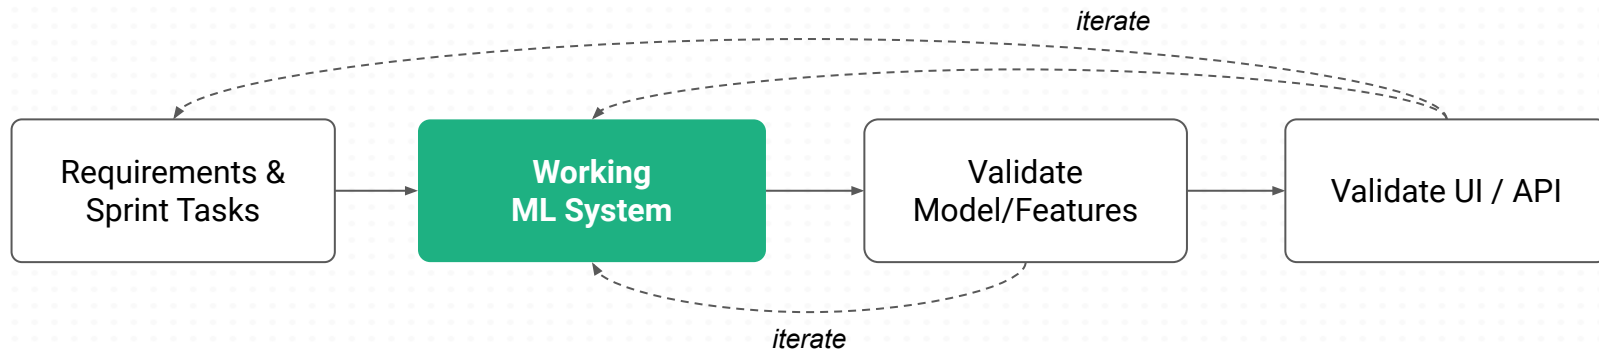 iterate
Requirements &
Sprint Tasks
Working
ML System
Validate
Model/Features
Validate UI / API
iterate